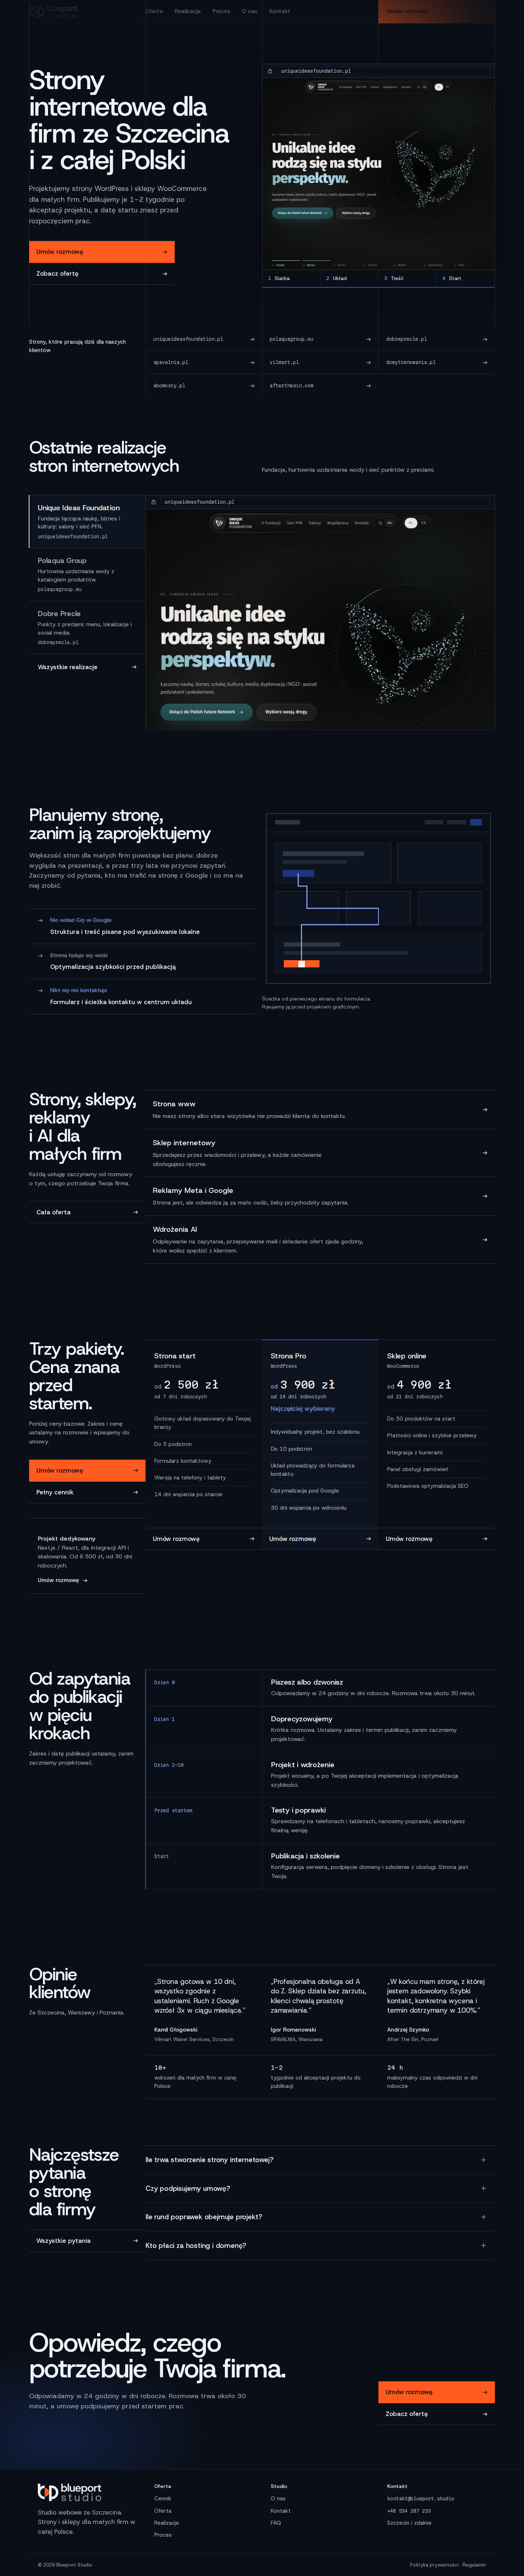 blueport
studio
Oferta
Realizacje
Proces
O nas
Kontakt
Umów rozmowę
Strony
internetowe dla
firm ze Szczecina
i z całej Polski
Projektujemy strony WordPress i sklepy WooCommerce
dla małych firm. Publikujemy je 1–2 tygodnie po
akceptacji projektu, a datę startu znasz przed
rozpoczęciem prac.
Umów rozmowę
Zobacz ofertę
uniqueideasfoundation.pl
Unikalne idee
rodzą się na styku
perspektyw.
1 Siatka
2 Układ
3 Treść
4 Start
Strony, które pracują dziś dla naszych
klientów
uniqueideasfoundation.pl
polaquagroup.eu
dobreprecle.pl
spavalnia.pl
vilmart.pl
domytrenowania.pl
abcmosty.pl
afterthesin.com
Ostatnie realizacje
stron internetowych
Fundacja, hurtownia uzdatniania wody i sieć punktów z preclami.
Unique Ideas Foundation
Fundacja łącząca naukę, biznes i
kulturę: salony i sieć PFN.
uniqueideasfoundation.pl
Polaqua Group
Hurtownia uzdatniania wody z
katalogiem produktów.
polaquagroup.eu
Dobre Precle
Punkty z preclami: menu, lokalizacje i
social media.
dobreprecle.pl
Wszystkie realizacje
uniqueideasfoundation.pl
UNIQUE
IDEAS
FOUNDATION
O Fundacji
Sieć PFN
Salony
Współpraca
Kontakt
Unikalne idee
rodzą się na styku
perspektyw.
Łączymy naukę, biznes, sztukę, kulturę, media, dyplomację i NGO - ponad
podziałami i pokoleniami.
Dołącz do Polish Future Network
Wybierz swoją drogę
Planujemy stronę,
zanim ją zaprojektujemy
Większość stron dla małych firm powstaje bez planu: dobrze
wygląda na prezentacji, a przez trzy lata nie przynosi zapytań.
Zaczynamy od pytania, kto ma trafić na stronę z Google i co ma na
niej zrobić.
Nie widać Cię w Google
Struktura i treść pisane pod wyszukiwanie lokalne
Strona ładuje się wieki
Optymalizacja szybkości przed publikacją
Nikt się nie kontaktuje
Formularz i ścieżka kontaktu w centrum układu
Ścieżka od pierwszego ekranu do formularza.
Rysujemy ją przed projektem graficznym.
Strony, sklepy,
reklamy
i AI dla
małych firm
Każdą usługę zaczynamy od rozmowy
o tym, czego potrzebuje Twoja firma.
Cała oferta
Strona www
Nie masz strony albo stara wizytówka nie prowadzi klienta do kontaktu.
Sklep internetowy
Sprzedajesz przez wiadomości i przelewy, a każde zamówienie
obsługujesz ręcznie.
Reklamy Meta i Google
Strona jest, ale odwiedza ją za mało osób, żeby przychodziły zapytania.
Wdrożenia AI
Odpisywanie na zapytania, przepisywanie maili i składanie ofert zjada godziny,
które wolisz spędzić z klientem.
Trzy pakiety.
Cena znana
przed
startem.
Poniżej ceny bazowe. Zakres i cenę
ustalamy na rozmowie i wpisujemy do
umowy.
Umów rozmowę
Pełny cennik
Projekt dedykowany
Next.js / React, dla integracji API i
skalowania. Od 6 500 zł, od 30 dni
roboczych.
Umów rozmowę
Strona start
WordPress
od 2 500 zł
od 7 dni roboczych
Gotowy układ dopasowany do Twojej
branży
Do 5 podstron
Formularz kontaktowy
Wersja na telefony i tablety
14 dni wsparcia po starcie
Umów rozmowę
Strona Pro
WordPress
od 3 900 zł
od 14 dni roboczych
Najczęściej wybierany
Indywidualny projekt, bez szablonu
Do 10 podstron
Układ prowadzący do formularza
kontaktu
Optymalizacja pod Google
30 dni wsparcia po wdrożeniu
Umów rozmowę
Sklep online
WooCommerce
od 4 900 zł
od 21 dni roboczych
Do 30 produktów na start
Płatności online i szybkie przelewy
Integracja z kurierami
Panel obsługi zamówień
Podstawowa optymalizacja SEO
Umów rozmowę
Od zapytania
do publikacji
w pięciu
krokach
Zakres i datę publikacji ustalamy, zanim
zaczniemy projektować.
Dzień 0
Piszesz albo dzwonisz
Odpowiadamy w 24 godziny w dni robocze. Rozmowa trwa około 30 minut.
Dzień 1
Doprecyzowujemy
Krótka rozmowa. Ustalamy zakres i termin publikacji, zanim zaczniemy
projektować.
Dzień 2–10
Projekt i wdrożenie
Projekt wizualny, a po Twojej akceptacji implementacja i optymalizacja
szybkości.
Przed startem
Testy i poprawki
Sprawdzamy na telefonach i tabletach, nanosimy poprawki, akceptujesz
finalną wersję.
Start
Publikacja i szkolenie
Konfiguracja serwera, podpięcie domeny i szkolenie z obsługi. Strona jest
Twoja.
Opinie
klientów
Ze Szczecina, Warszawy i Poznania.
„Strona gotowa w 10 dni,
wszystko zgodnie z
ustaleniami. Ruch z Google
wzrósł 3x w ciągu miesiąca.”
Kamil Głogowski
Vilmart Water Services, Szczecin
„Profesjonalna obsługa od A
do Z. Sklep działa bez zarzutu,
klienci chwalą prostotę
zamawiania.”
Igor Romanowski
SPAVALNIA, Warszawa
„W końcu mam stronę, z której
jestem zadowolony. Szybki
kontakt, konkretna wycena i
termin dotrzymany w 100%.”
Andrzej Szymko
After The Sin, Poznań
10+
wdrożeń dla małych firm w całej
Polsce
1–2
tygodnie od akceptacji projektu do
publikacji
24 h
maksymalny czas odpowiedzi w dni
robocze
Najczęstsze
pytania
o stronę
dla firmy
Wszystkie pytania
Ile trwa stworzenie strony internetowej?
Czy podpisujemy umowę?
Ile rund poprawek obejmuje projekt?
Kto płaci za hosting i domenę?
Opowiedz, czego
potrzebuje Twoja firma.
Odpowiadamy w 24 godziny w dni robocze. Rozmowa trwa około 30
minut, a umowę podpisujemy przed startem prac.
Umów rozmowę
Zobacz ofertę
blueport
studio
Studio webowe ze Szczecina.
Strony i sklepy dla małych firm w
całej Polsce.
Oferta
Cennik
Oferta
Realizacje
Proces
Studio
O nas
Kontakt
FAQ
Kontakt
kontakt@blueport.studio
+48 534 287 233
Szczecin i zdalnie
© 2026 Blueport Studio
Polityka prywatności
Regulamin